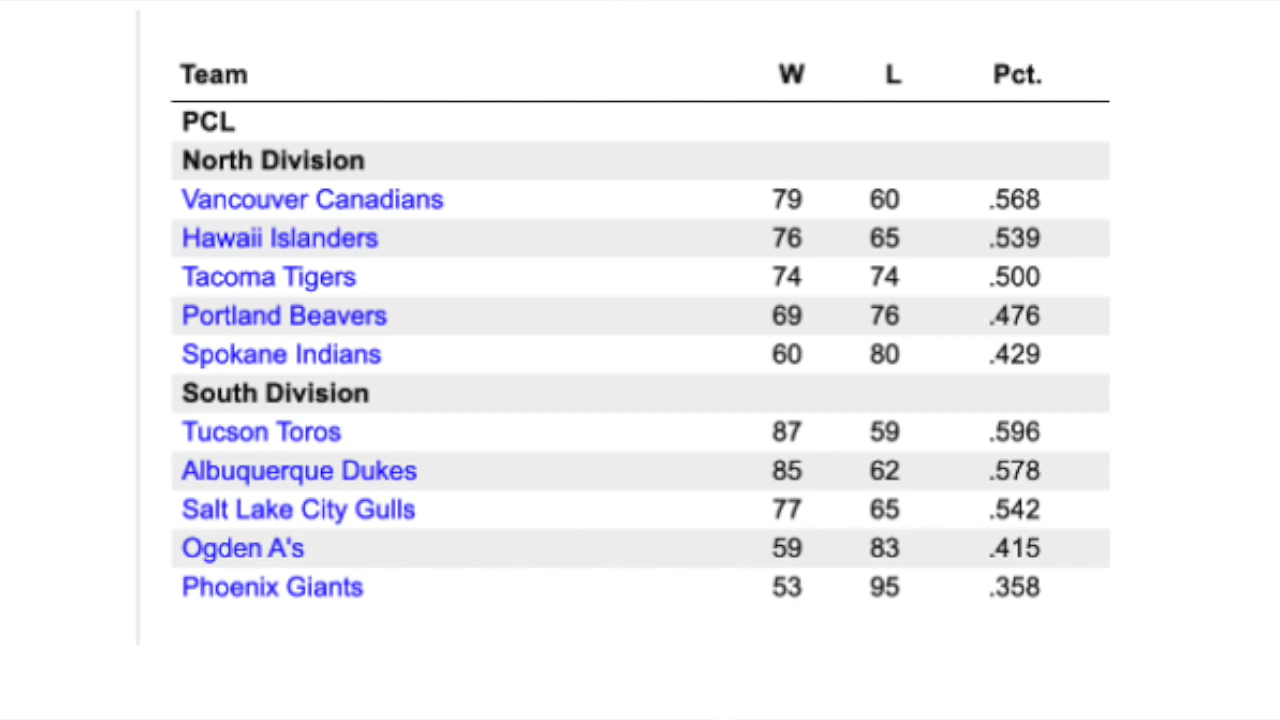 Team W L Pct.
PCL
North Division
Vancouver Canadians 79 60 .568
Hawaii Islanders 76 65 .539
Tacoma Tigers 74 74 .500
Portland Beavers 69 76 .476
Spokane Indians 60 80 .429
South Division
Tucson Toros 87 59 .596
Albuquerque Dukes 85 62 .578
Salt Lake City Gulls 77 65 .542
Ogden A's 59 83 .415
Phoenix Giants 53 95 .358